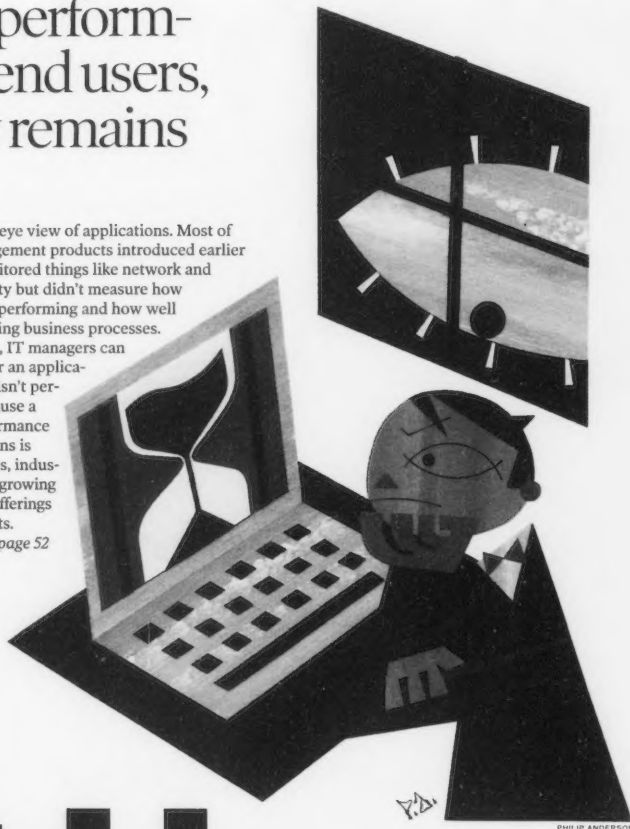 perform-
end users,
remains
eye view of applications. Most of
gement products introduced earlier
itored things like network and
ty but didn't measure how
performing and how well
ing business processes.
, IT managers can
r an applica-
asn't per-
use a
rmance
ns is
s, indus-
growing
fferings
ts.
page 52
PHILIP ANDERSON